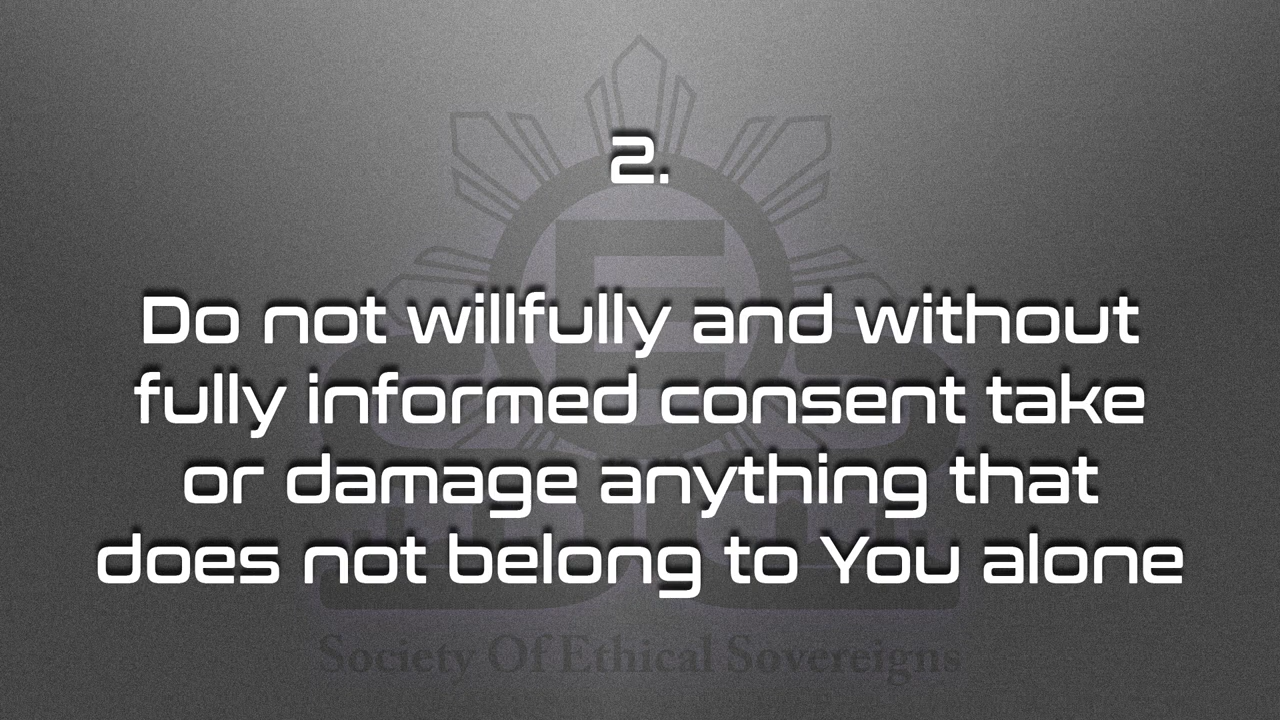 2.
Do not willfully and without
fully informed consent take
or damage anything that
does not belong to You alone
Society Of Ethical Sovereigns